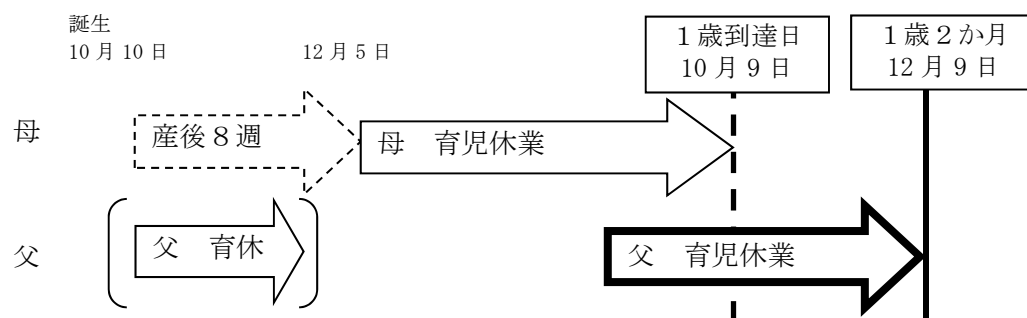 誕生
10月10日
12月5日
１歳到達日
10月9日
１歳２か月
12月9日
母
産後８週
母　育児休業
父
父　育休
父　育児休業